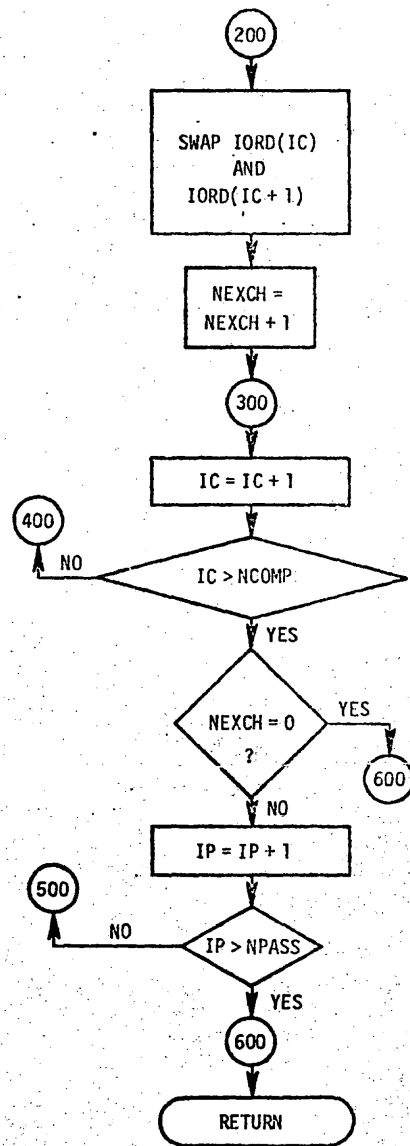 200
SWAP IORD(IC)
AND
IORD(IC+1)
NEXCH =
NEXCH + 1
300
IC = IC + 1
400
NO
IC > NCOMP
YES
NEXCH = 0
?
YES
600
NO
IP = IP + 1
500
NO
IP > NPASS
YES
600
RETURN